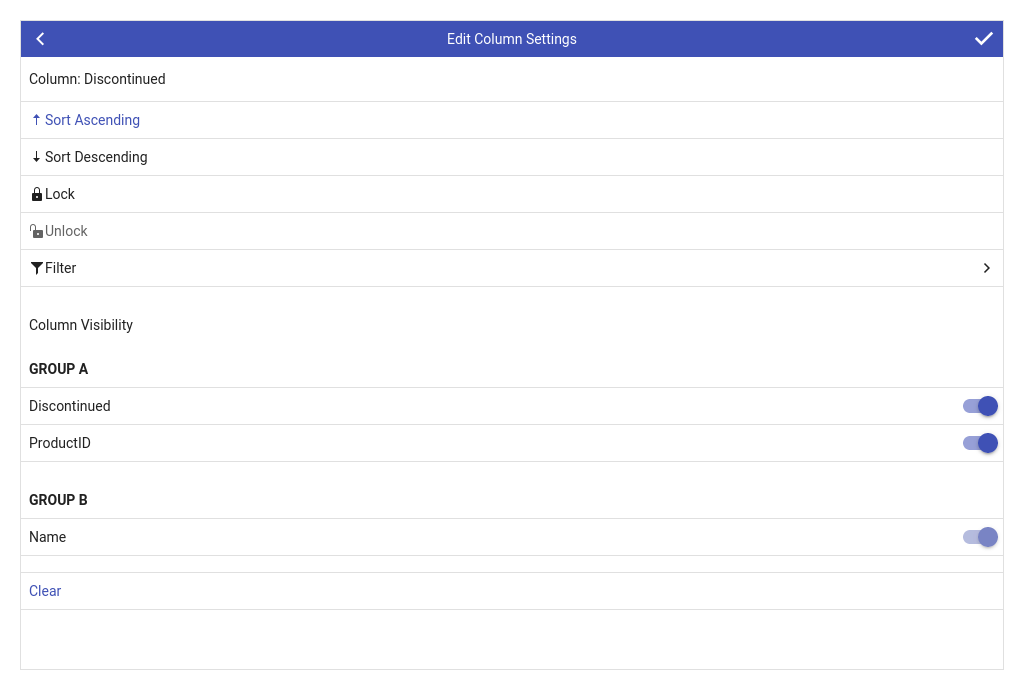 Edit Column Settings
Column: Discontinued
Sort Ascending
Sort Descending
Lock
Unlock
Filter
Column Visibility
GROUP A
Discontinued
ProductID
GROUP B
Name
Clear